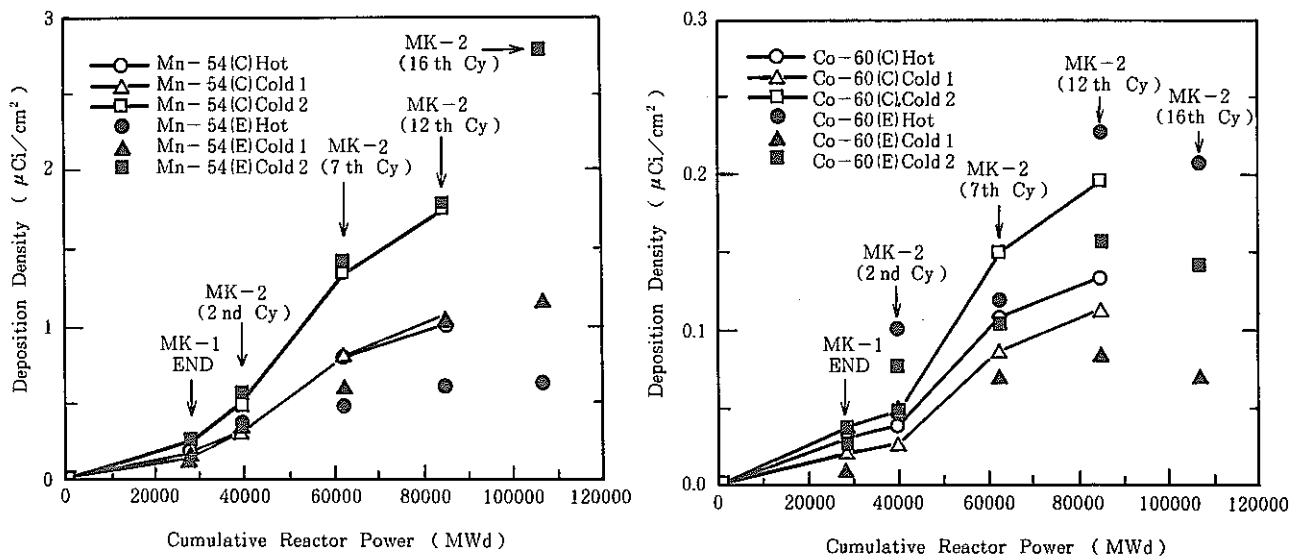 3
2
1
0
Deposition Density ( μCi/cm² )
Mn-54(C)Hot
Mn-54(C)Cold 1
Mn-54(C)Cold 2
Mn-54(E)Hot
Mn-54(E)Cold 1
Mn-54(E)Cold 2
MK-2
(16th Cy)
MK-2
(12th Cy)
MK-2
(7th Cy)
MK-2
(2nd Cy)
MK-1
END
0
20000
40000
60000
80000
100000
120000
Cumulative Reactor Power ( MWd )
0.3
0.2
0.1
0.0
Deposition Density ( μCi/cm² )
Co-60(C)Hot
Co-60(C)Cold 1
Co-60(C)Cold 2
Co-60(E)Hot
Co-60(E)Cold 1
Co-60(E)Cold 2
MK-2
(12th Cy)
MK-2
(16th Cy)
MK-2
(7th Cy)
MK-2
(2nd Cy)
MK-1
END
0
20000
40000
60000
80000
100000
120000
Cumulative Reactor Power ( MWd )